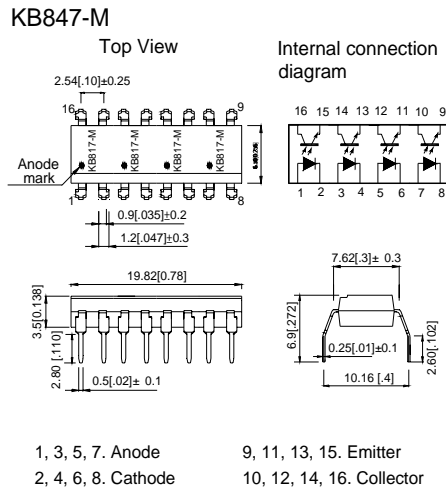 KB847-M
Top View
Internal connection
diagram
2.54[.10]±0.25
16
9
KB817-M
KB817-M
KB817-M
KB817-M
Anode
mark
1
8
0.9[.035]±0.2
1.2[.047]±0.3
16 15 14 13 12 11 10 9
1 2 3 4 5 6 7 8
19.82[0.78]
3.5[0.138]
2.80 [.110]
0.5[.02]± 0.1
7.62[.3]± 0.3
6.9[.272]
0.25[.01]±0.1
2.60[.102]
10.16 [.4]
1, 3, 5, 7. Anode
9, 11, 13, 15. Emitter
2, 4, 6, 8. Cathode
10, 12, 14, 16. Collector